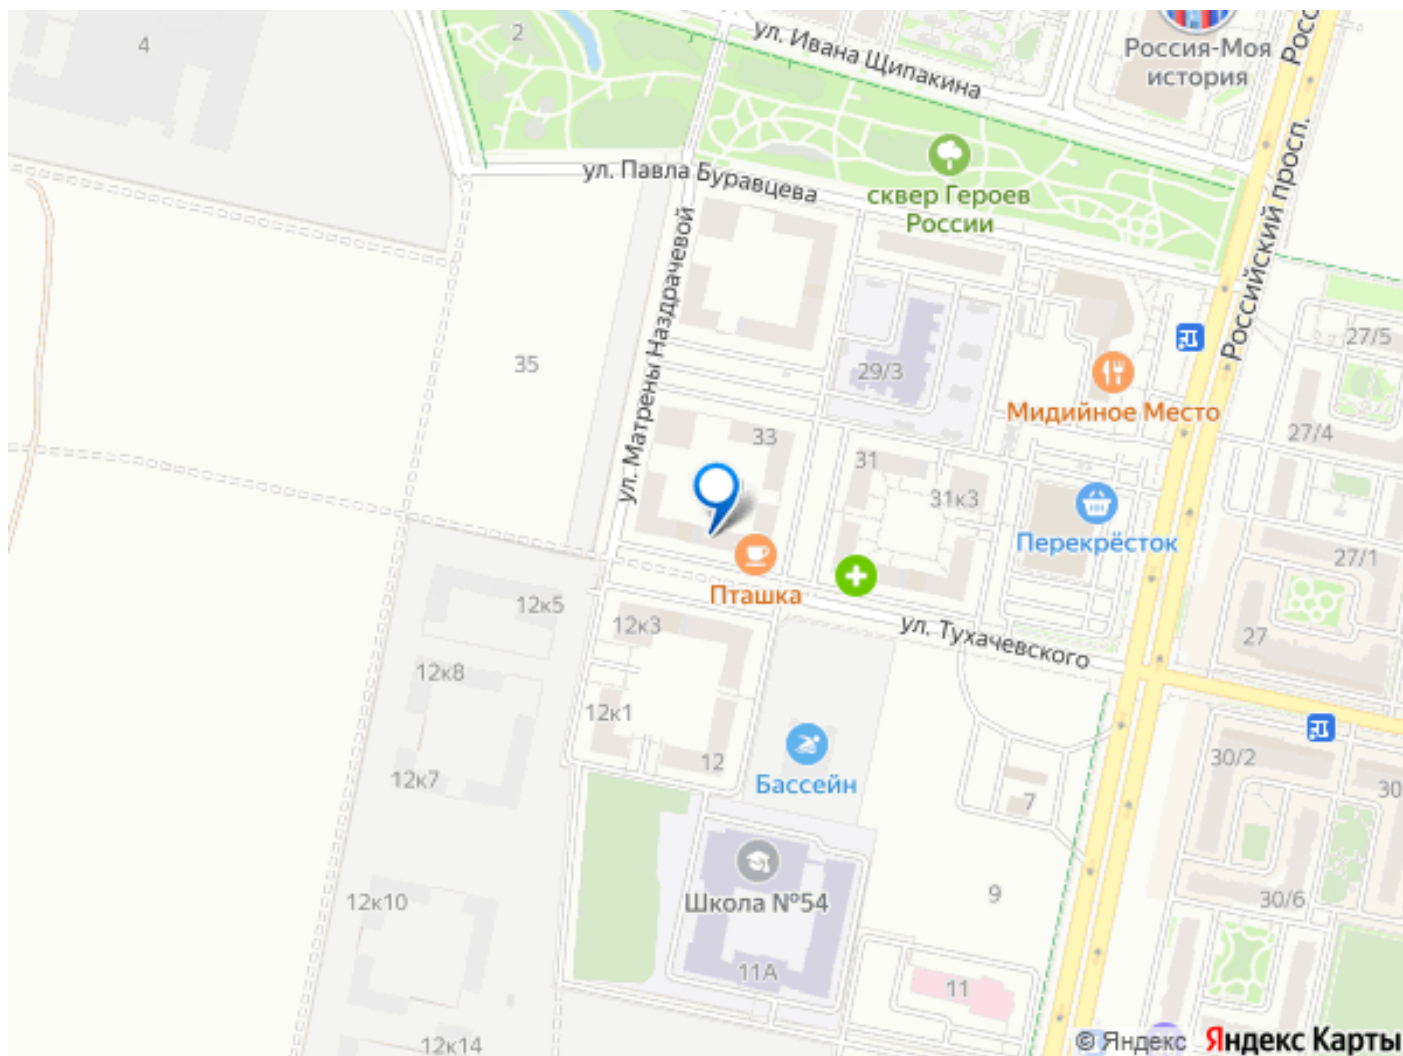 4
2
ул. Ивана Щипакина
Россия-Моя
история
Росс
ул. Павла Буравцева
сквер Героев
России
Российский просп.
ул. Матрены Наздрачевой
35
29/3
27/5
Мидийное Место
27/4
33
31
31к3
Перекрёсток
27/1
Пташка
12к5
12к3
ул. Тухачевского
27
12к8
12к1
12
12к7
Бассейн
7
30/2
30
Школа №54
12к10
9
30/6
11А
11
12к14
© Яндекс Яндекс Карты